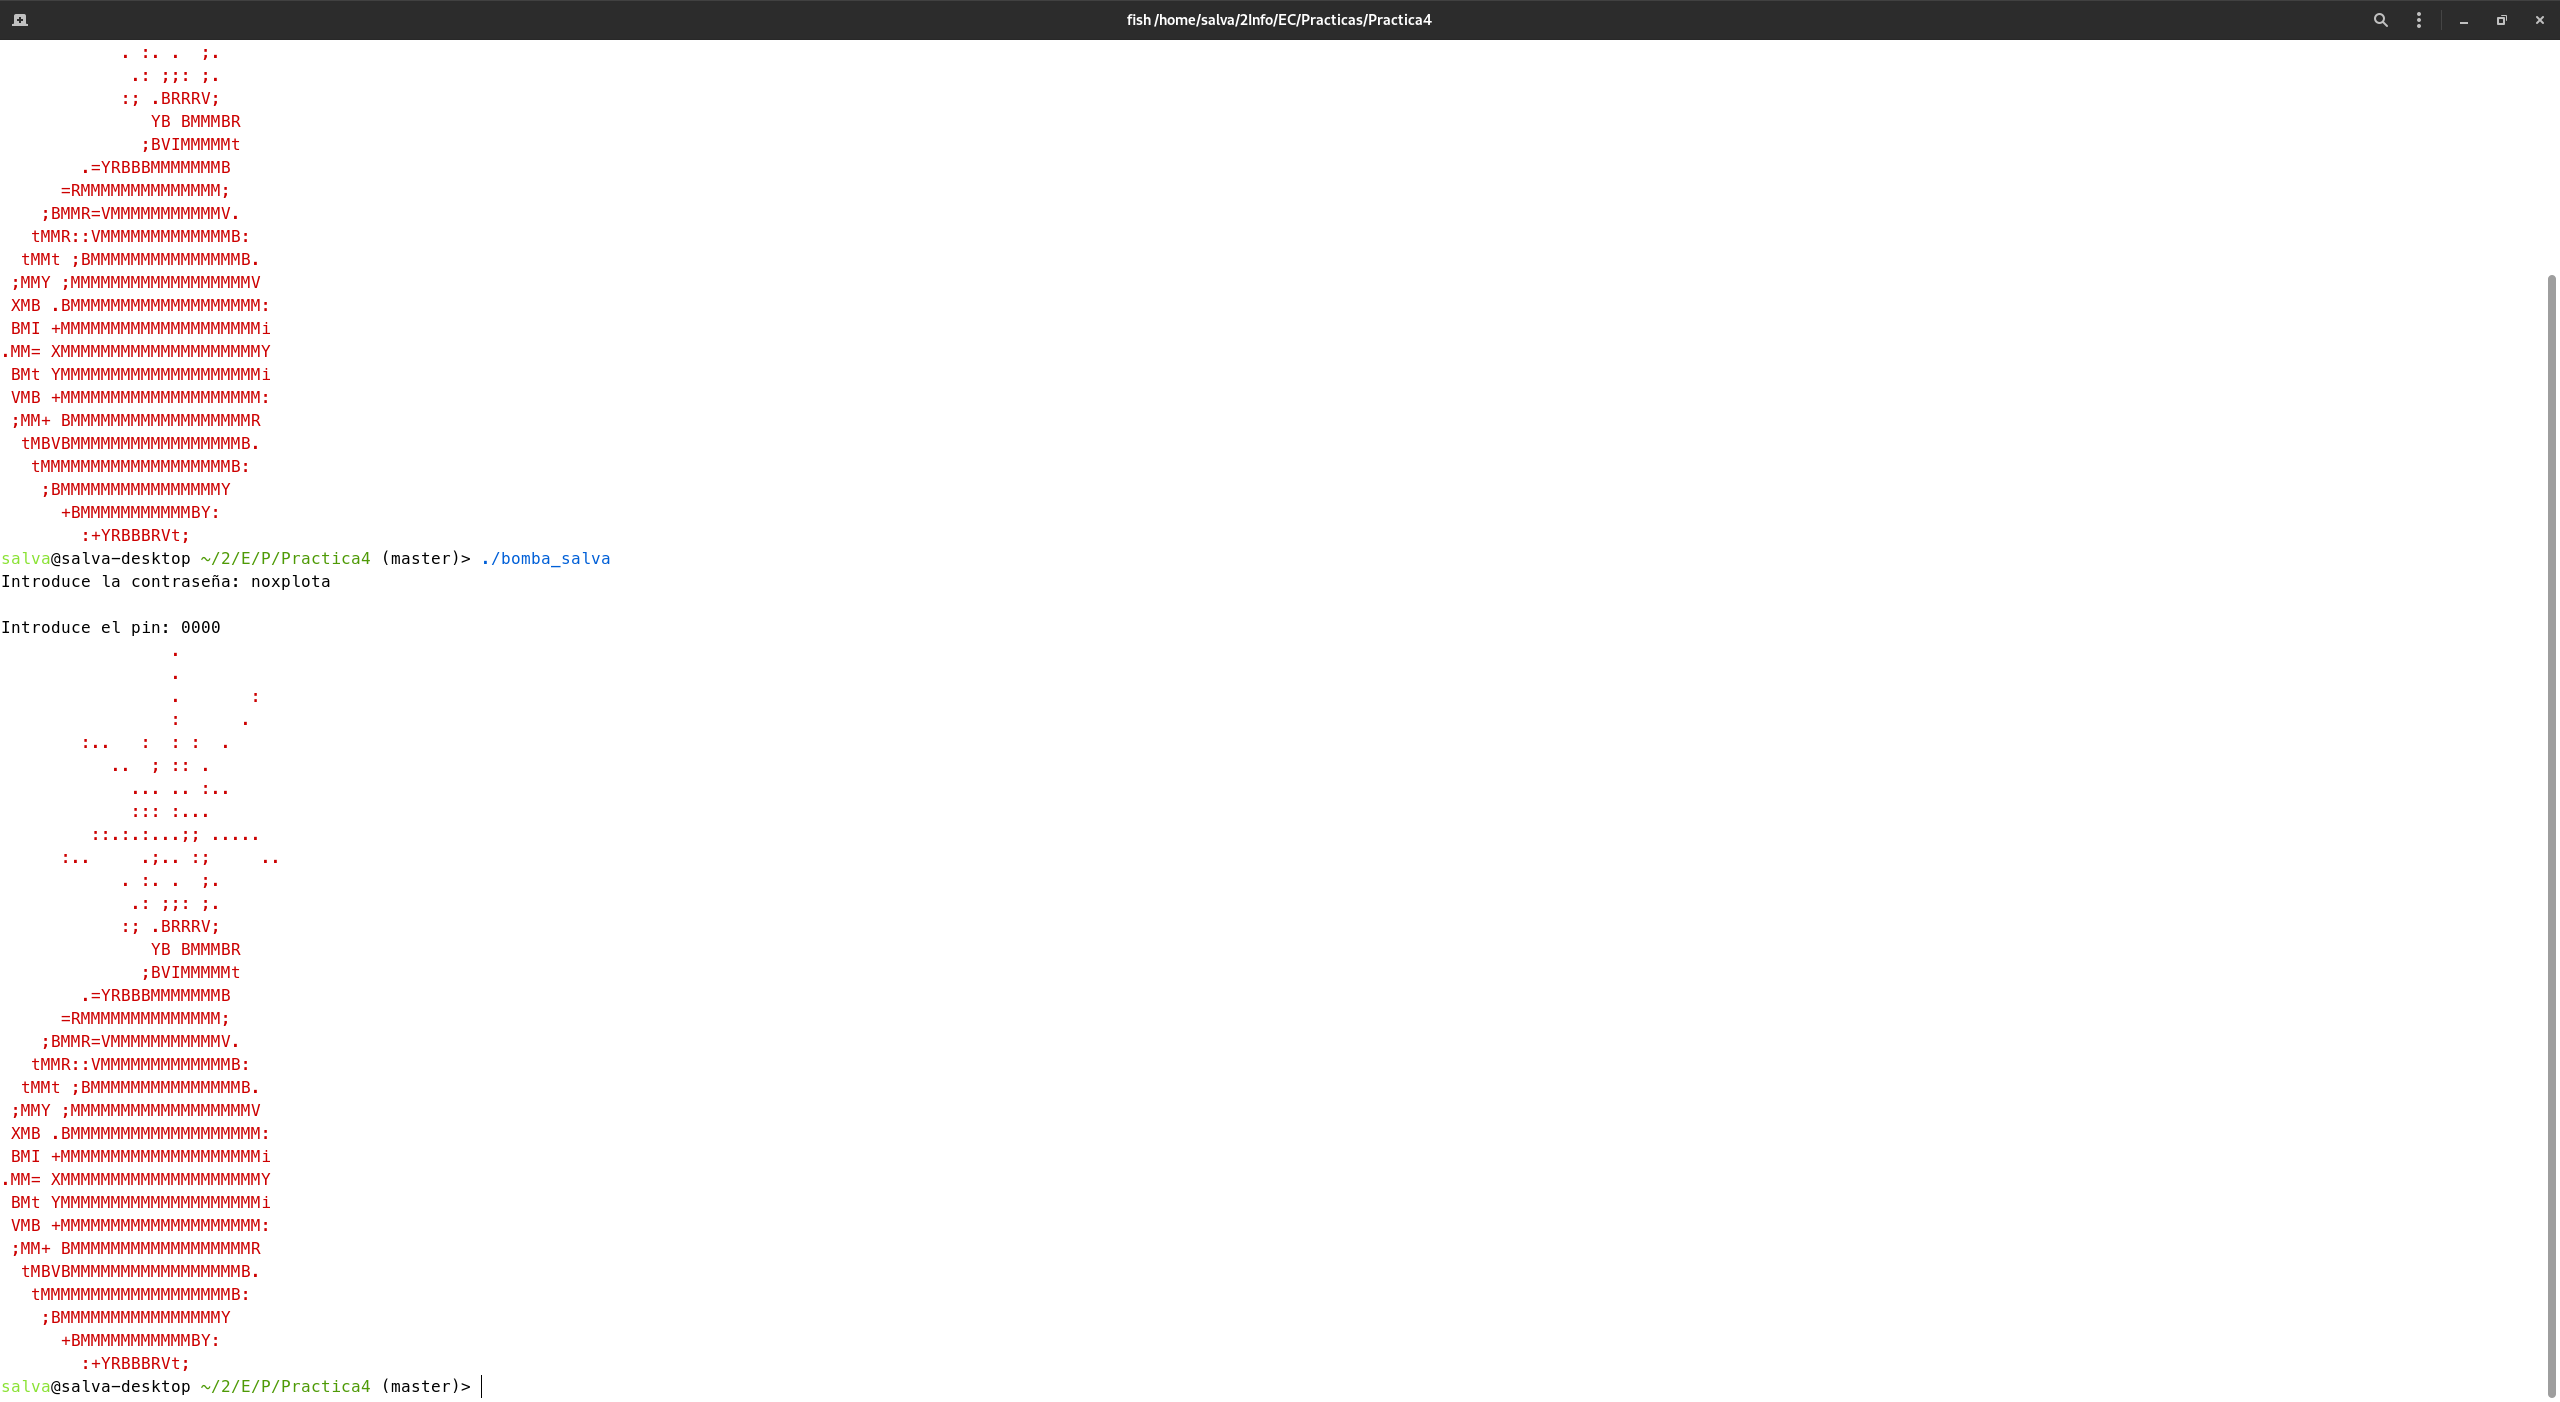 fish /home/salva/2Info/EC/Practicas/Practica4
            . :. .  ;.
             .: ;;: ;.
            :; .BRRRV;
               YB BMMMBR
              ;BVIMMMMMt
        .=YRBBBMMMMMMMB
      =RMMMMMMMMMMMMMM;
    ;BMMR=VMMMMMMMMMMMV.
   tMMR::VMMMMMMMMMMMMMB:
  tMMt ;BMMMMMMMMMMMMMMMB.
 ;MMY ;MMMMMMMMMMMMMMMMMMV
 XMB .BMMMMMMMMMMMMMMMMMMM:
 BMI +MMMMMMMMMMMMMMMMMMMMi
.MM= XMMMMMMMMMMMMMMMMMMMMY
 BMt YMMMMMMMMMMMMMMMMMMMMi
 VMB +MMMMMMMMMMMMMMMMMMMM:
 ;MM+ BMMMMMMMMMMMMMMMMMMR
  tMBVBMMMMMMMMMMMMMMMMMB.
   tMMMMMMMMMMMMMMMMMMMB:
    ;BMMMMMMMMMMMMMMMMY
      +BMMMMMMMMMMMBY:
        :+YRBBBRVt;
salva@salva-desktop ~/2/E/P/Practica4 (master)> ./bomba_salva
Introduce la contraseña: noxplota
Introduce el pin: 0000
                 .
                 .
                 .       :
                 :      .
        :..   :  : :  .
           ..  ; :: .
             ... .. :..
             ::: :...
         ::.:.:...;; .....
      :..     .;.. :;     ..
            . :. .  ;.
             .: ;;: ;.
            :; .BRRRV;
               YB BMMMBR
              ;BVIMMMMMt
        .=YRBBBMMMMMMMB
      =RMMMMMMMMMMMMMM;
    ;BMMR=VMMMMMMMMMMMV.
   tMMR::VMMMMMMMMMMMMMB:
  tMMt ;BMMMMMMMMMMMMMMMB.
 ;MMY ;MMMMMMMMMMMMMMMMMMV
 XMB .BMMMMMMMMMMMMMMMMMMM:
 BMI +MMMMMMMMMMMMMMMMMMMMi
.MM= XMMMMMMMMMMMMMMMMMMMMY
 BMt YMMMMMMMMMMMMMMMMMMMMi
 VMB +MMMMMMMMMMMMMMMMMMMM:
 ;MM+ BMMMMMMMMMMMMMMMMMMR
  tMBVBMMMMMMMMMMMMMMMMMB.
   tMMMMMMMMMMMMMMMMMMMB:
    ;BMMMMMMMMMMMMMMMMY
      +BMMMMMMMMMMMBY:
        :+YRBBBRVt;
salva@salva-desktop ~/2/E/P/Practica4 (master)>